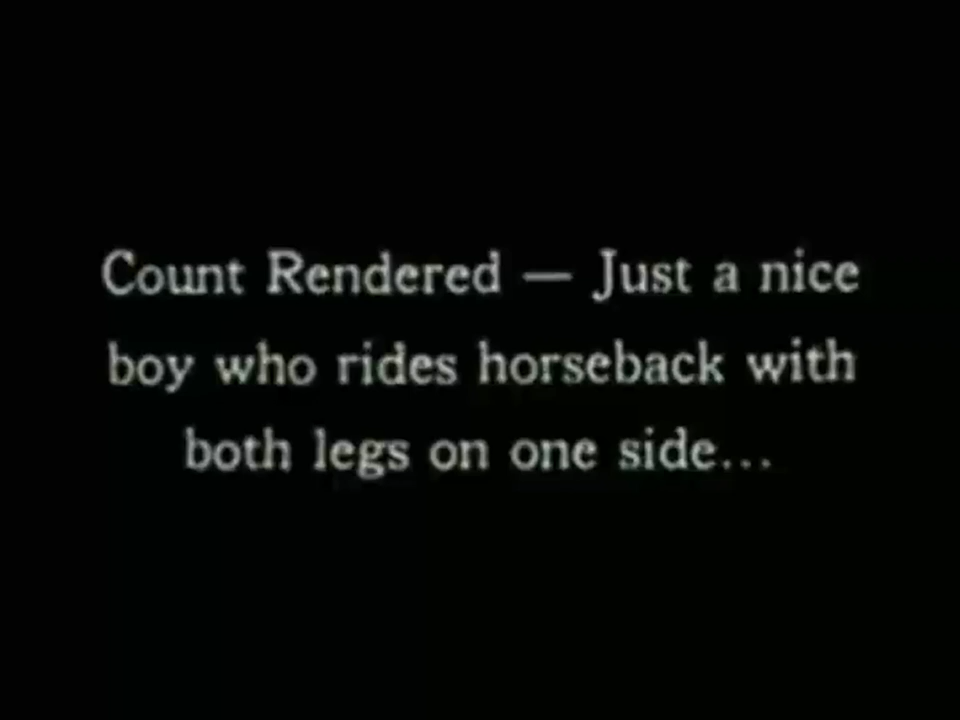 Count Rendered — Just a nice
boy who rides horseback with
both legs on one side...